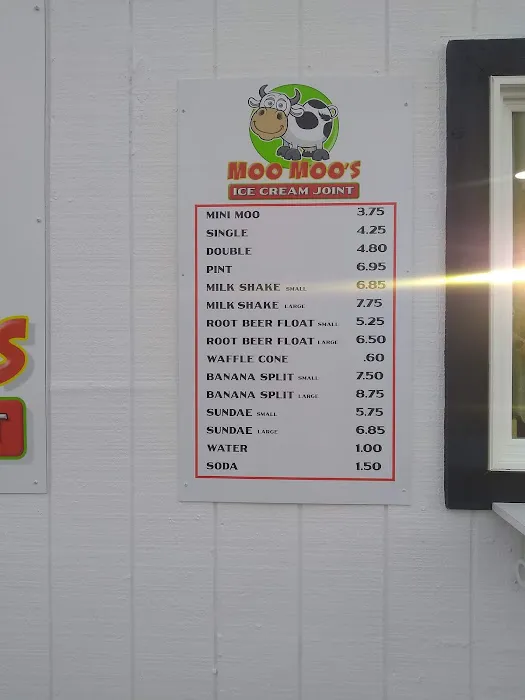 MOO MOO'S
ICE CREAM JOINT
MINI MOO 3.75
SINGLE 4.25
DOUBLE 4.80
PINT 6.95
MILK SHAKE SMALL 6.85
MILK SHAKE LARGE 7.75
ROOT BEER FLOAT SMALL 5.25
ROOT BEER FLOAT LARGE 6.50
WAFFLE CONE .60
BANANA SPLIT SMALL 7.50
BANANA SPLIT LARGE 8.75
SUNDAE SMALL 5.75
SUNDAE LARGE 6.85
WATER 1.00
SODA 1.50
S
T